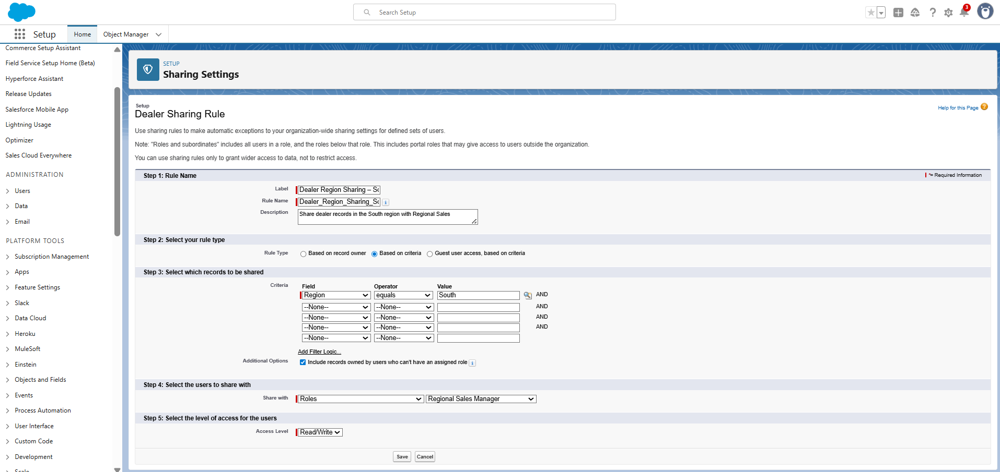 Search Setup
3
Setup
Home
Object Manager
Commerce Setup Assistant
Field Service Setup Home (Beta)
Hyperforce Assistant
Release Updates
Salesforce Mobile App
Lightning Usage
Optimizer
Sales Cloud Everywhere
ADMINISTRATION
Users
Data
Email
PLATFORM TOOLS
Subscription Management
Apps
Feature Settings
Slack
Data Cloud
Heroku
MuleSoft
Einstein
Objects and Fields
Events
Process Automation
User Interface
Custom Code
Development
Scale
SETUP
Sharing Settings
Setup
Dealer Sharing Rule
Help for this Page
Use sharing rules to make automatic exceptions to your organization-wide sharing settings for defined sets of users.
Note: "Roles and subordinates" includes all users in a role, and the roles below that role. This includes portal roles that may give access to users outside the organization.
You can use sharing rules only to grant wider access to data, not to restrict access.
Step 1: Rule Name
*= Required Information
Label Dealer Region Sharing – So
Rule Name Dealer_Region_Sharing_So
Description Share dealer records in the South region with Regional Sales
Step 2: Select your rule type
Rule Type Based on record owner Based on criteria Guest user access, based on criteria
Step 3: Select which records to be shared
Criteria Field Operator Value
Region equals South AND
--None-- --None-- AND
--None-- --None-- AND
--None-- --None-- AND
--None-- --None--
Add Filter Logic...
Additional Options Include records owned by users who can't have an assigned role
Step 4: Select the users to share with
Share with Roles Regional Sales Manager
Step 5: Select the level of access for the users
Access Level Read/Write
Save Cancel